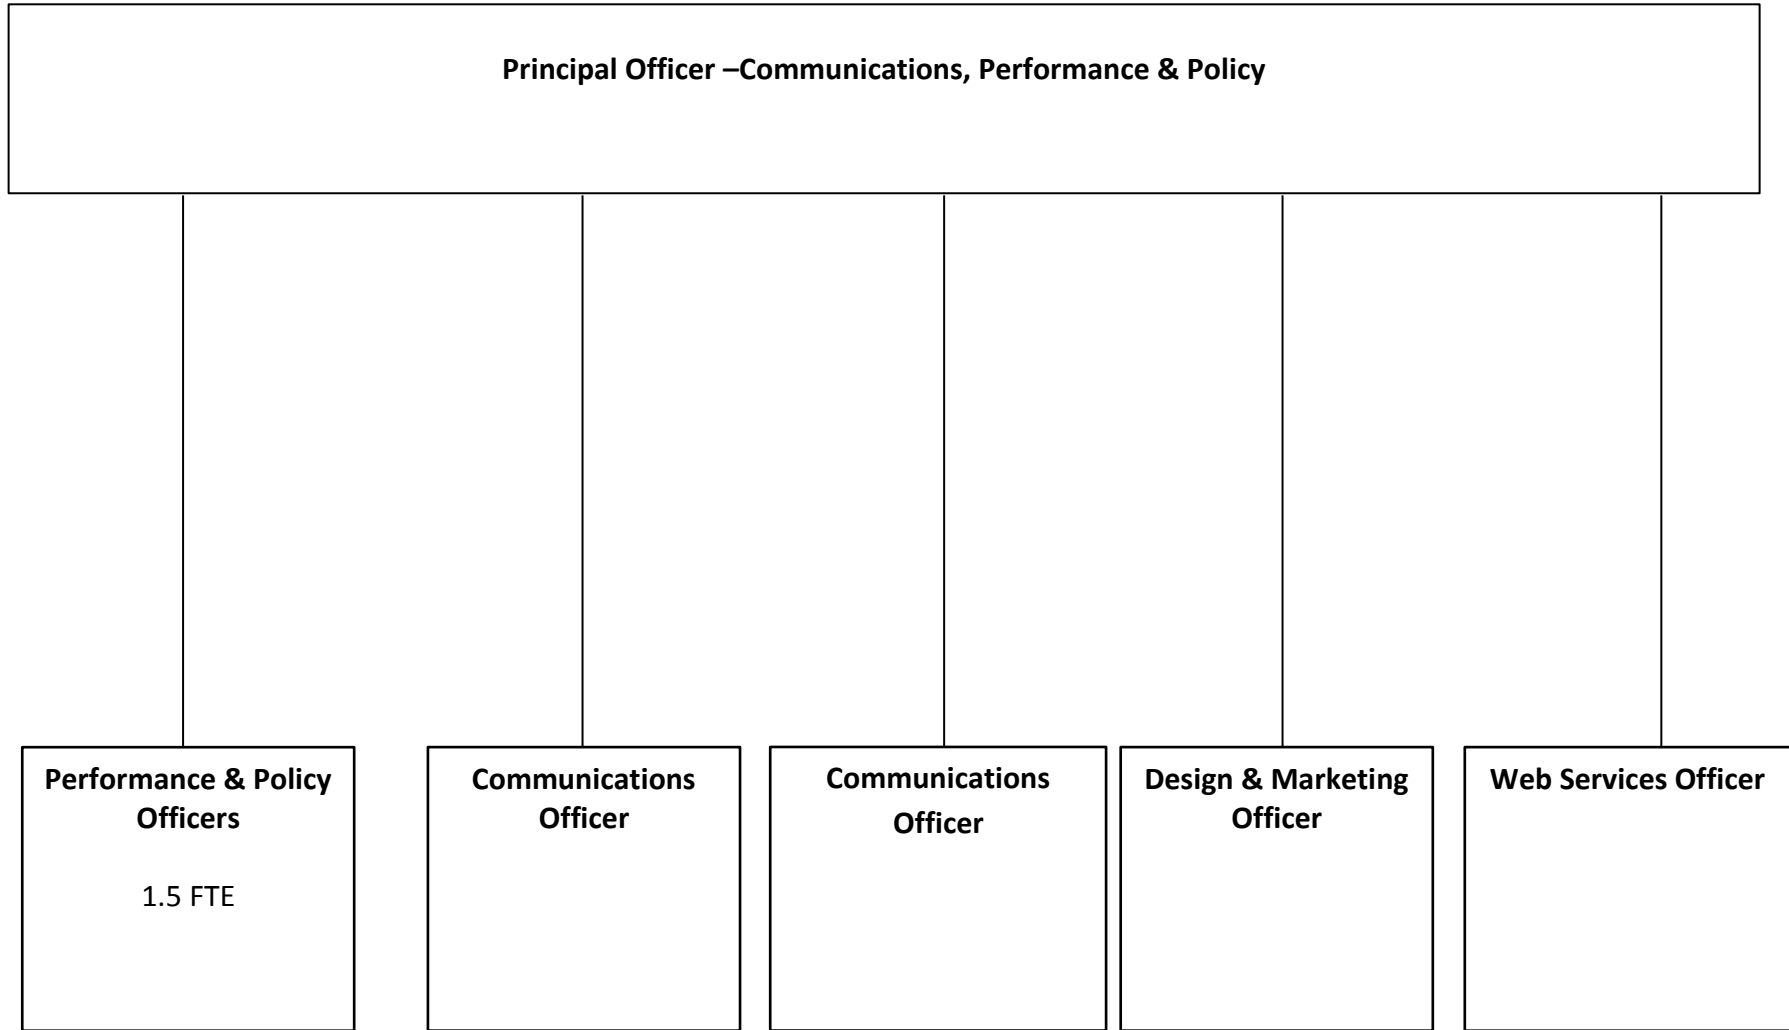 Principal Officer –Communications, Performance & Policy
Performance & Policy
Officers
1.5 FTE
Communications
Officer
Communications
Officer
Design & Marketing
Officer
Web Services Officer